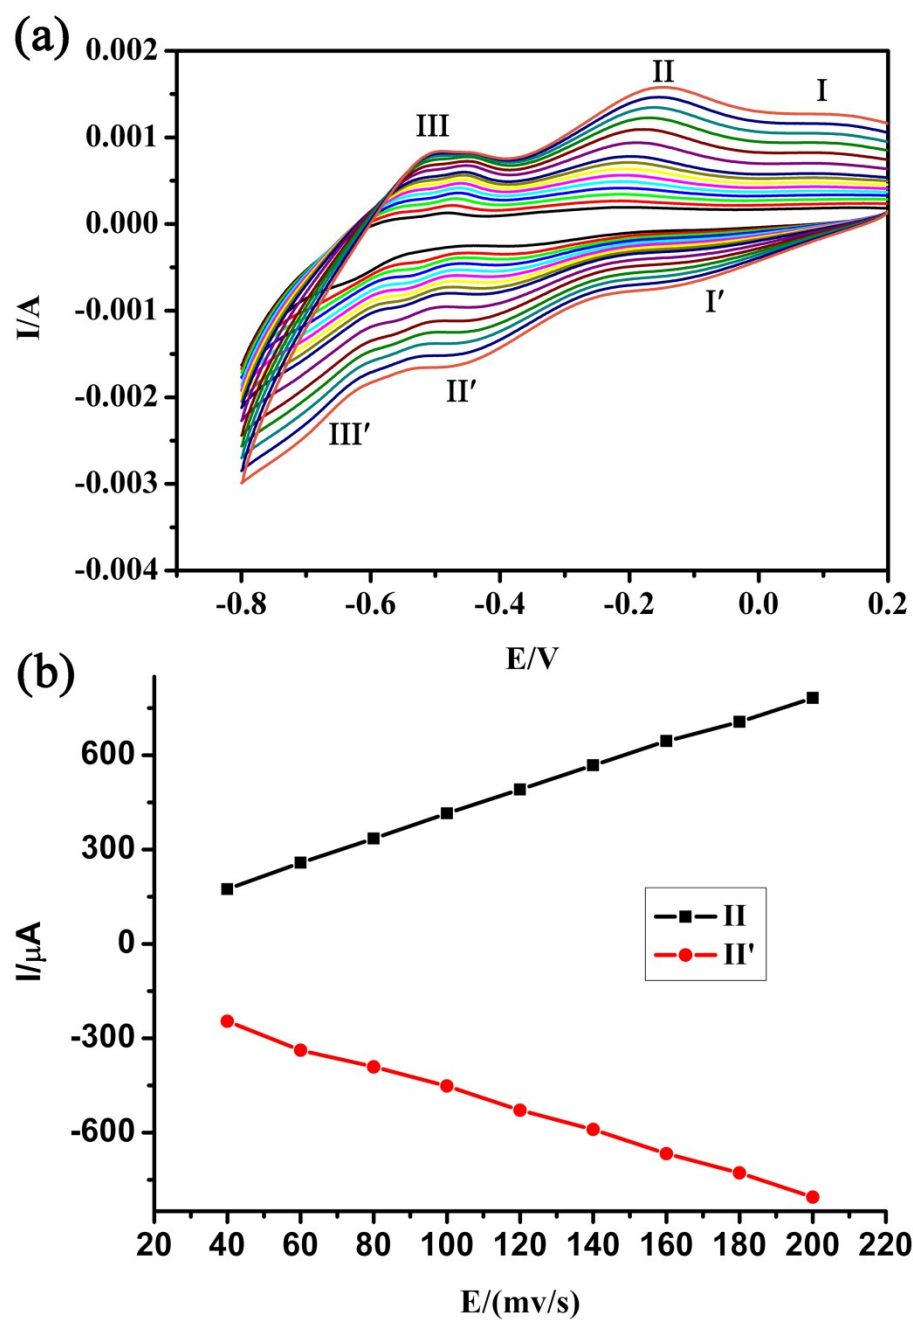 (a)
0.002
0.001
0.000
-0.001
-0.002
-0.003
-0.004
I/A
III
II
I
I'
II'
III'
-0.8 -0.6 -0.4 -0.2 0.0 0.2
E/V
(b)
600
300
0
-300
-600
I/μA
II
II'
20 40 60 80 100 120 140 160 180 200 220
E/(mv/s)